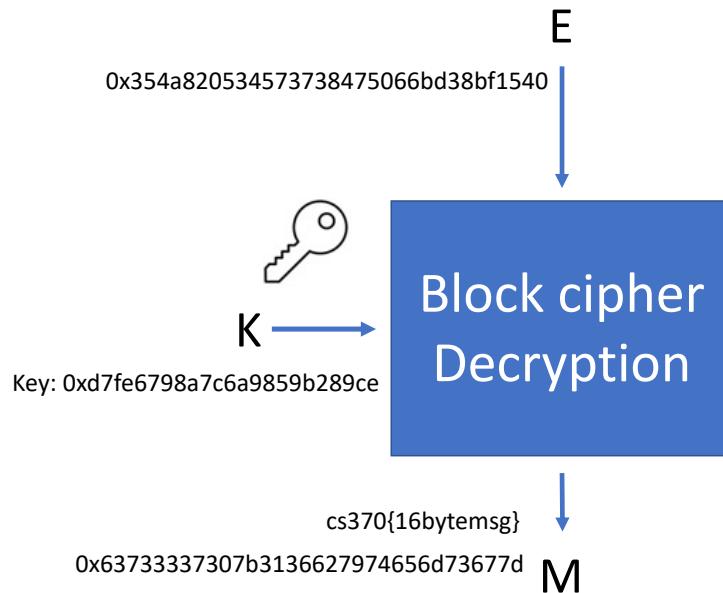 E
0x354a820534573738475066bd38bf1540
Block cipher
Decryption
K
Key: 0xd7fe6798a7c6a9859b289ce
cs370{16bytemsg}
0x63733337307b3136627974656d73677d
M